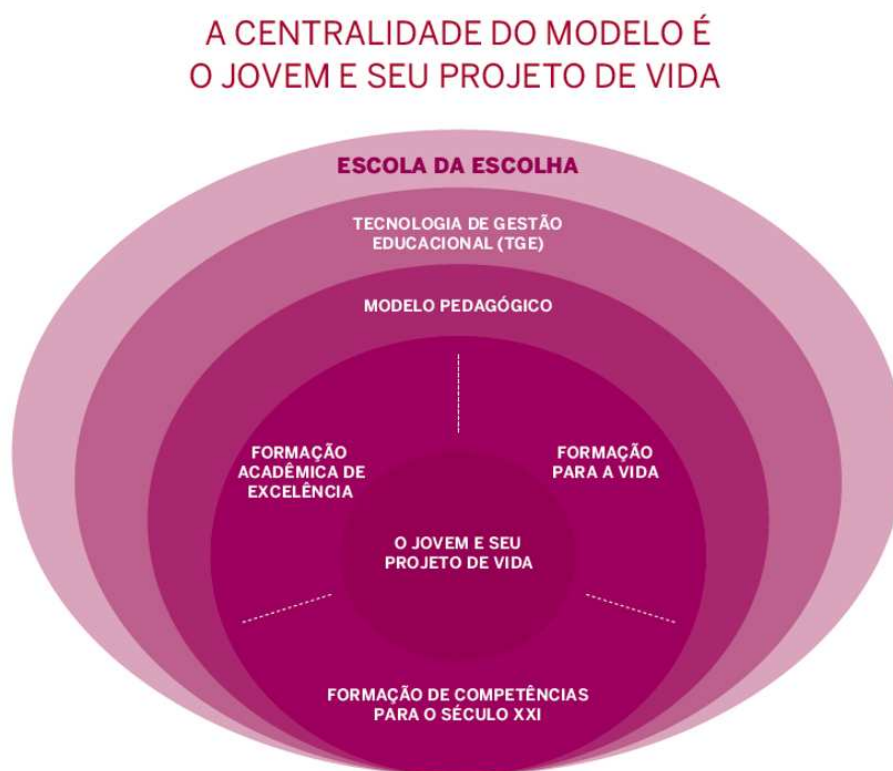 A CENTRALIDADE DO MODELO É
O JOVEM E SEU PROJETO DE VIDA
ESCOLA DA ESCOLHA
TECNOLOGIA DE GESTÃO
EDUCACIONAL (TGE)
MODELO PEDAGÓGICO
FORMAÇÃO
ACADÊMICA DE
EXCELÊNCIA
FORMAÇÃO
PARA A VIDA
O JOVEM E SEU
PROJETO DE VIDA
FORMAÇÃO DE COMPETÊNCIAS
PARA O SÉCULO XXI